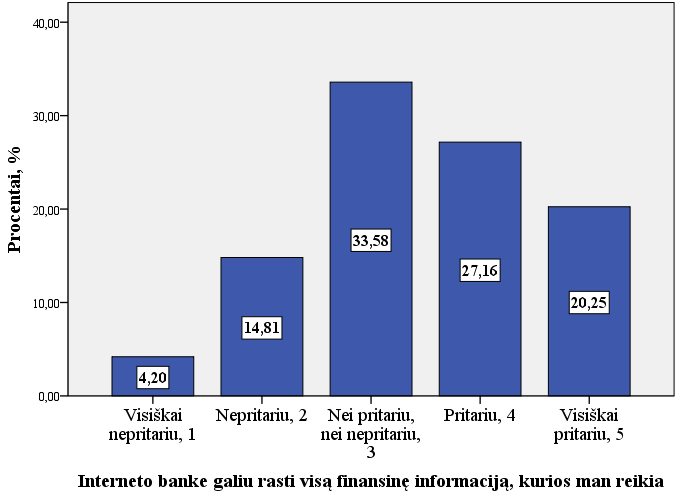 40,00
30,00
20,00
10,00
0,00
Procentai, %
4,20
14,81
33,58
27,16
20,25
Visiškai
nepritariu, 1
Nepritariu, 2
Nei pritariu,
nei nepritariu,
3
Pritariu, 4
Visiškai
pritariu, 5
Interneto banke galiu rasti visą finansinę informaciją, kurios man reikia